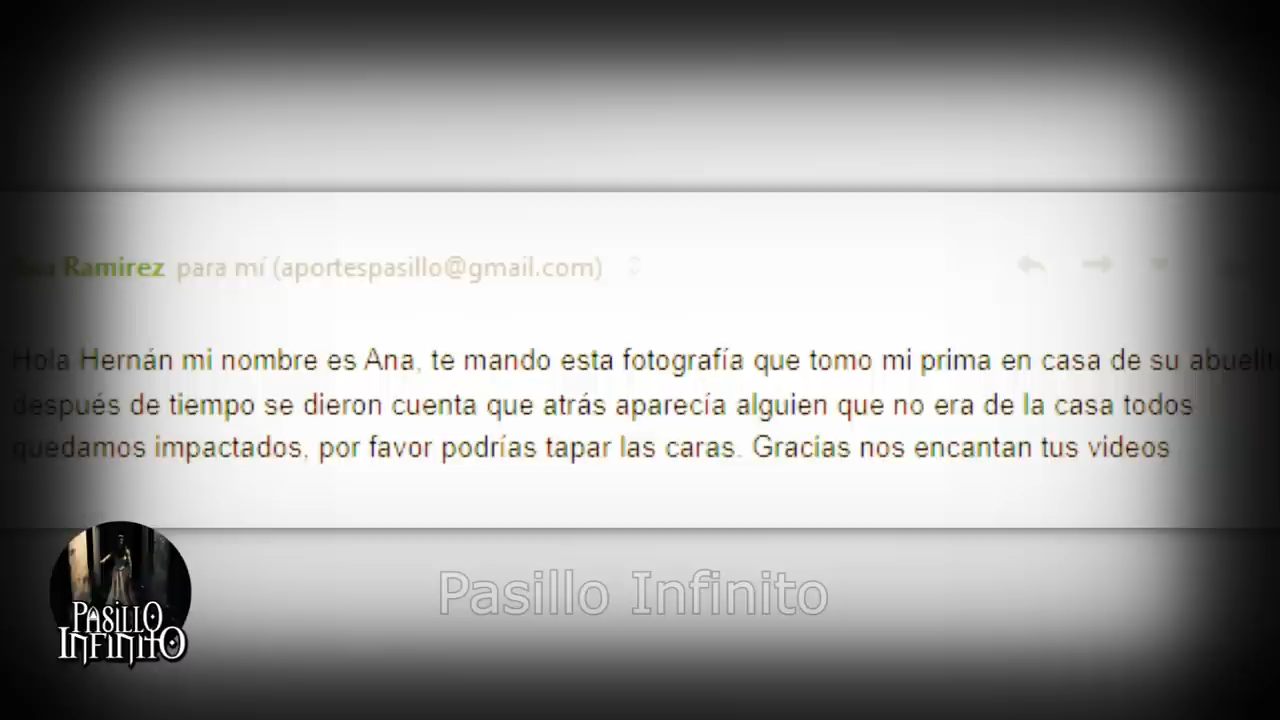 Ana Ramirez para mí (aportespasillo@gmail.com)
Hola Hernán mi nombre es Ana, te mando esta fotografía que tomo mi prima en casa de su abuelita
después de tiempo se dieron cuenta que atrás aparecía alguien que no era de la casa todos
quedamos impactados, por favor podrías tapar las caras. Gracias nos encantan tus videos
Pasillo Infinito
PASILLO
INFINITO